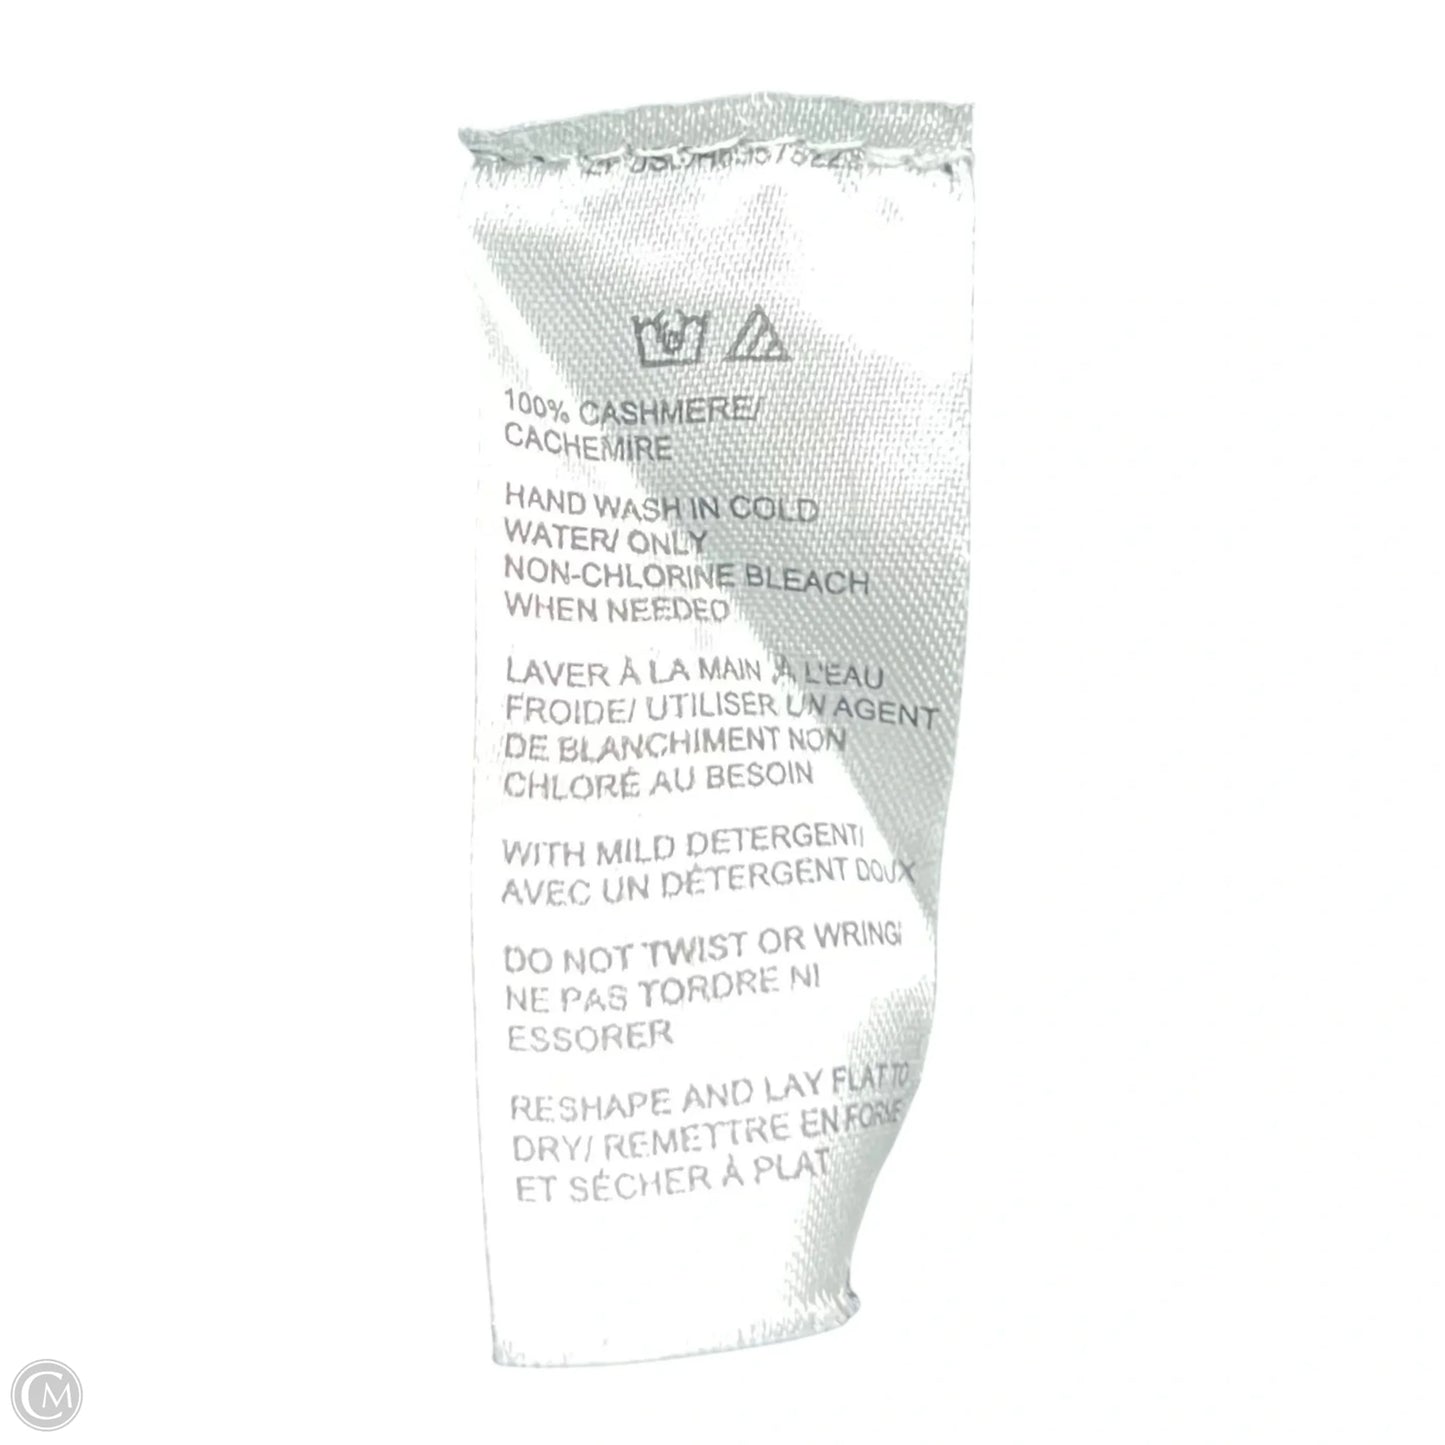 100% CASHMERE/
CACHEMIRE
HAND WASH IN COLD
WATER/ ONLY
NON-CHLORINE BLEACH
WHEN NEEDED
LAVER À LA MAIN À L'EAU
FROIDE/ UTILISER UN AGENT
DE BLANCHIMENT NON
CHLORÉ AU BESOIN
WITH MILD DETERGENT/
AVEC UN DÉTERGENT DOUX
DO NOT TWIST OR WRING/
NE PAS TORDRE NI
ESSORER
RESHAPE AND LAY FLAT TO
DRY/ REMETTRE EN FORME
ET SÉCHER À PLAT
CM